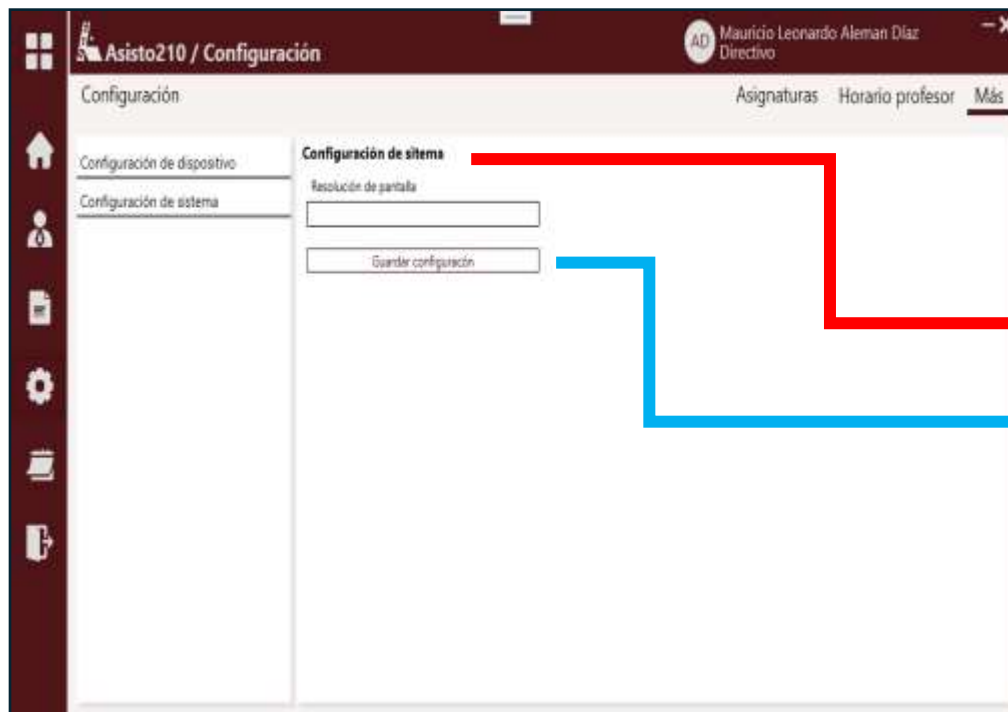 Asisto210 / Configuración
AD
Mauricio Leonardo Aleman Díaz
Directivo
Configuración
Asignaturas
Horario profesor
Más
Configuración de dispositivo
Configuración de sistema
Configuración de sitema
Resolución de pantalla
Guardar configuracón